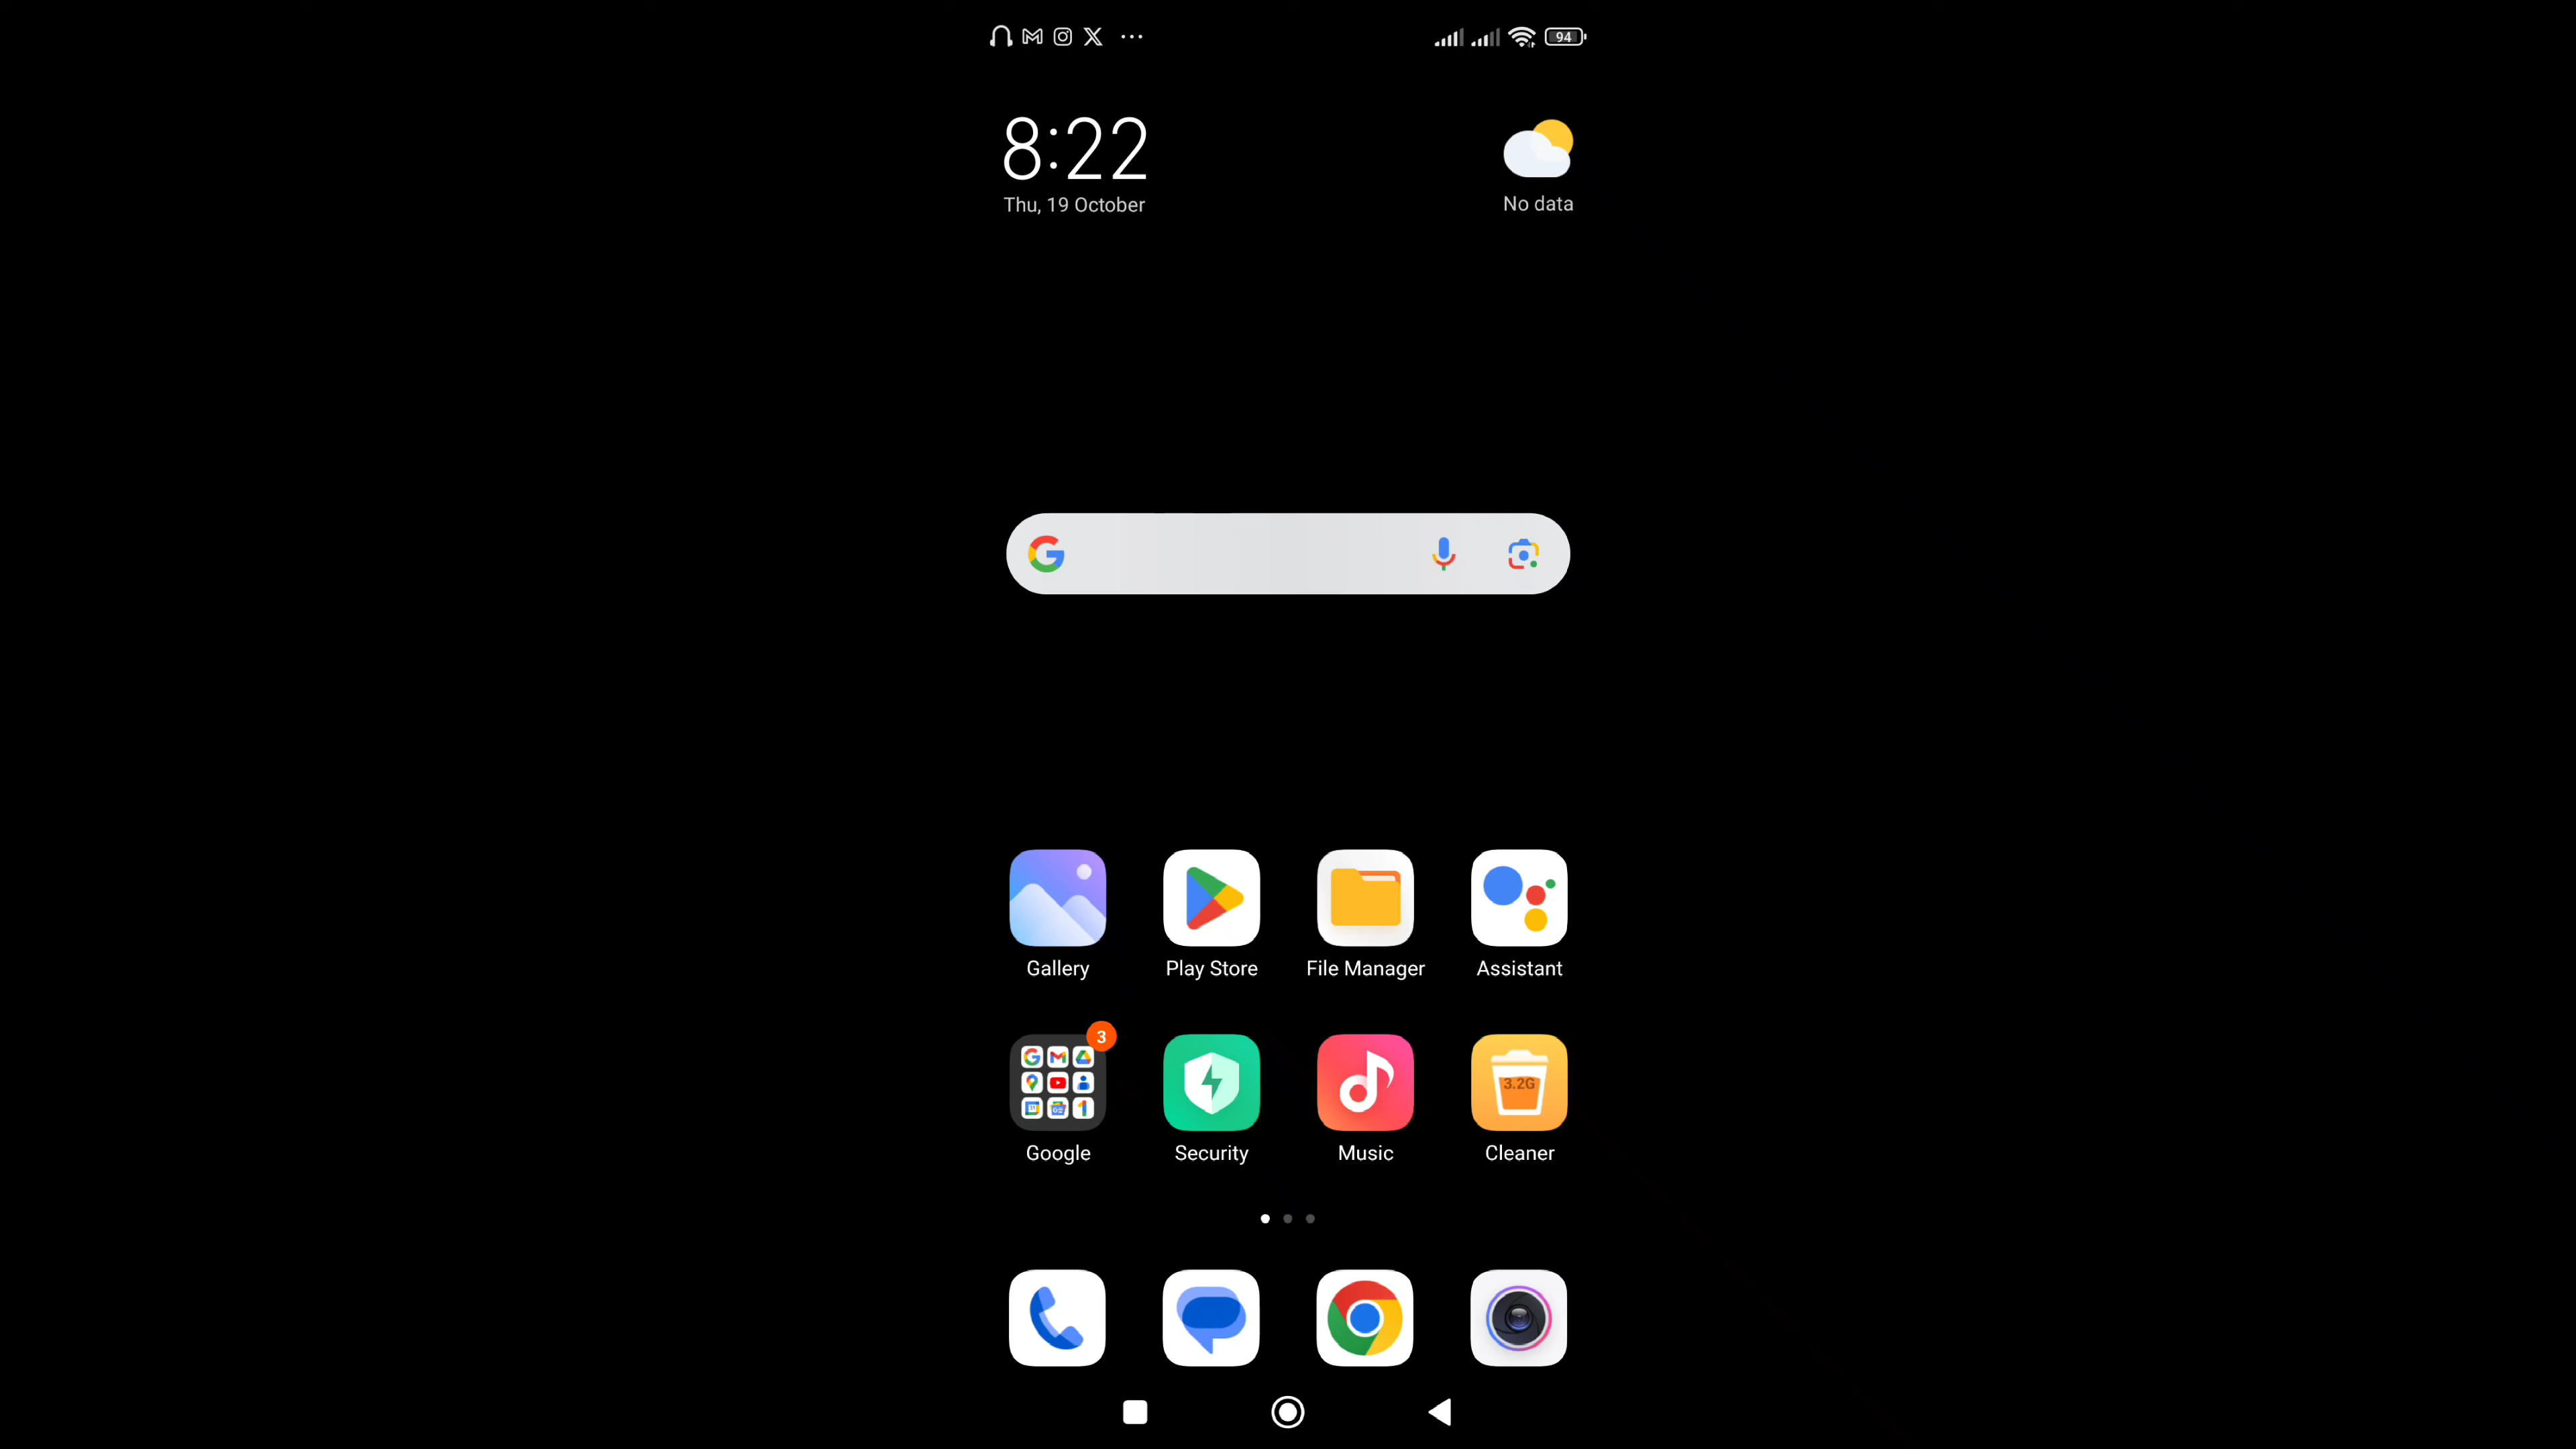 94
8:22
Thu, 19 October
No data
Gallery
Play Store
File Manager
Assistant
3
3.2G
Google
Security
Music
Cleaner